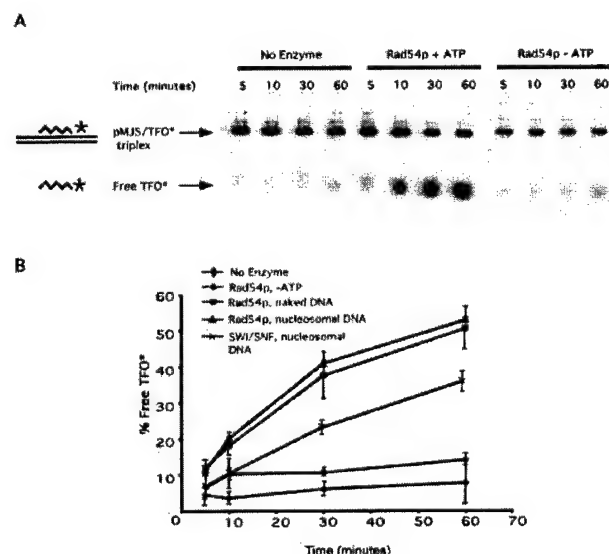 A
No Enzyme Rad54p + ATP Rad54p - ATP
Time (minutes) 5 10 30 60 5 10 30 60 5 10 30 60
pMJ5/TFO* triplex
Free TFO*
B
No Enzyme
Rad54p, -ATP
Rad54p, naked DNA
Rad54p, nucleosomal DNA
SWI/SNF, nucleosomal
DNA
% Free TFO*
60
50
40
30
20
10
0 10 20 30 40 50 60 70
Time (minutes)